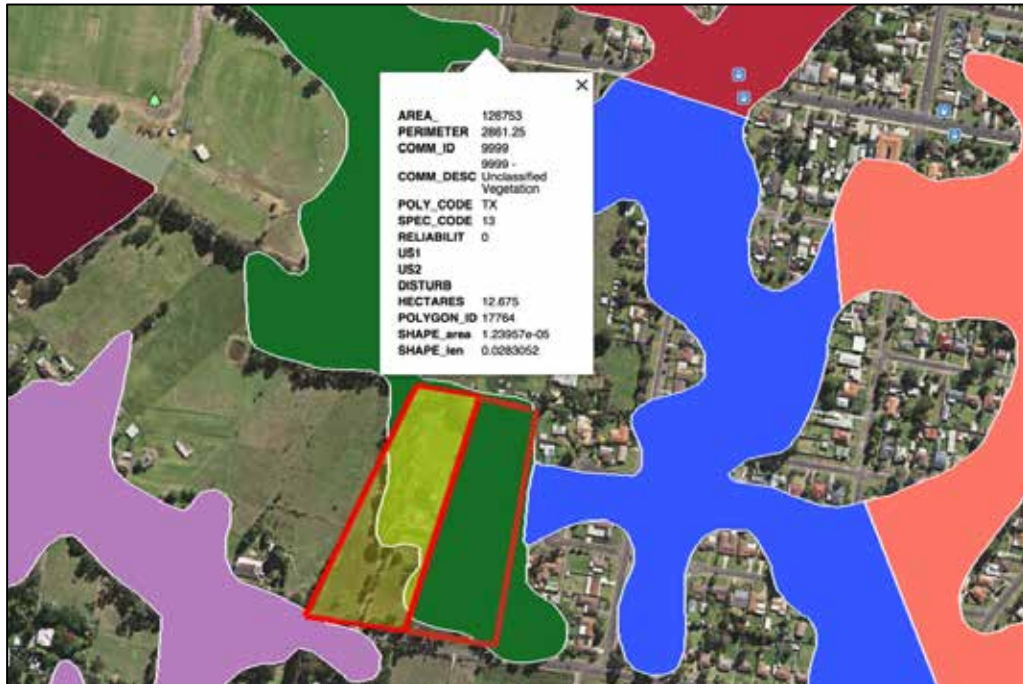 ×
AREA_ 126753
PERIMETER 2861.25
COMM_ID 9999
9999 -
COMM_DESC Unclassified
Vegetation
POLY_CODE TX
SPEC_CODE 13
RELIABILIT 0
US1
US2
DISTURB
HECTARES 12.675
POLYGON_ID 17764
SHAPE_area 1.23957e-05
SHAPE_len 0.0283052